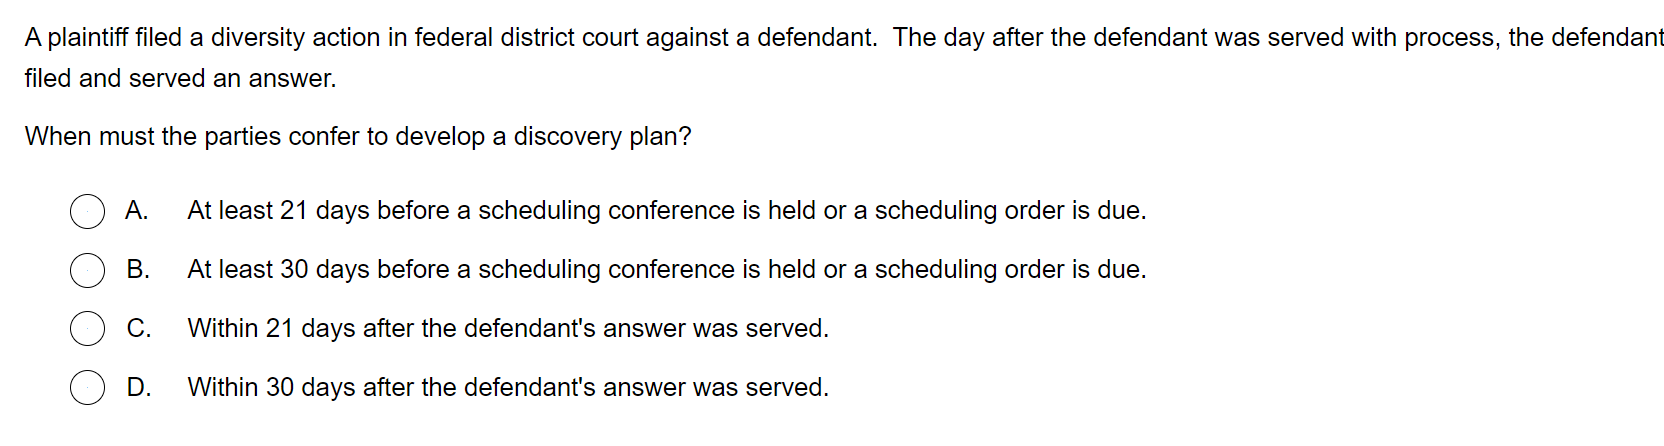 A plaintiff filed a diversity action in federal district court against a defendant.  The day after the defendant was served with process, the defendant
filed and served an answer.
When must the parties confer to develop a discovery plan?
A. At least 21 days before a scheduling conference is held or a scheduling order is due.
B. At least 30 days before a scheduling conference is held or a scheduling order is due.
C. Within 21 days after the defendant's answer was served.
D. Within 30 days after the defendant's answer was served.